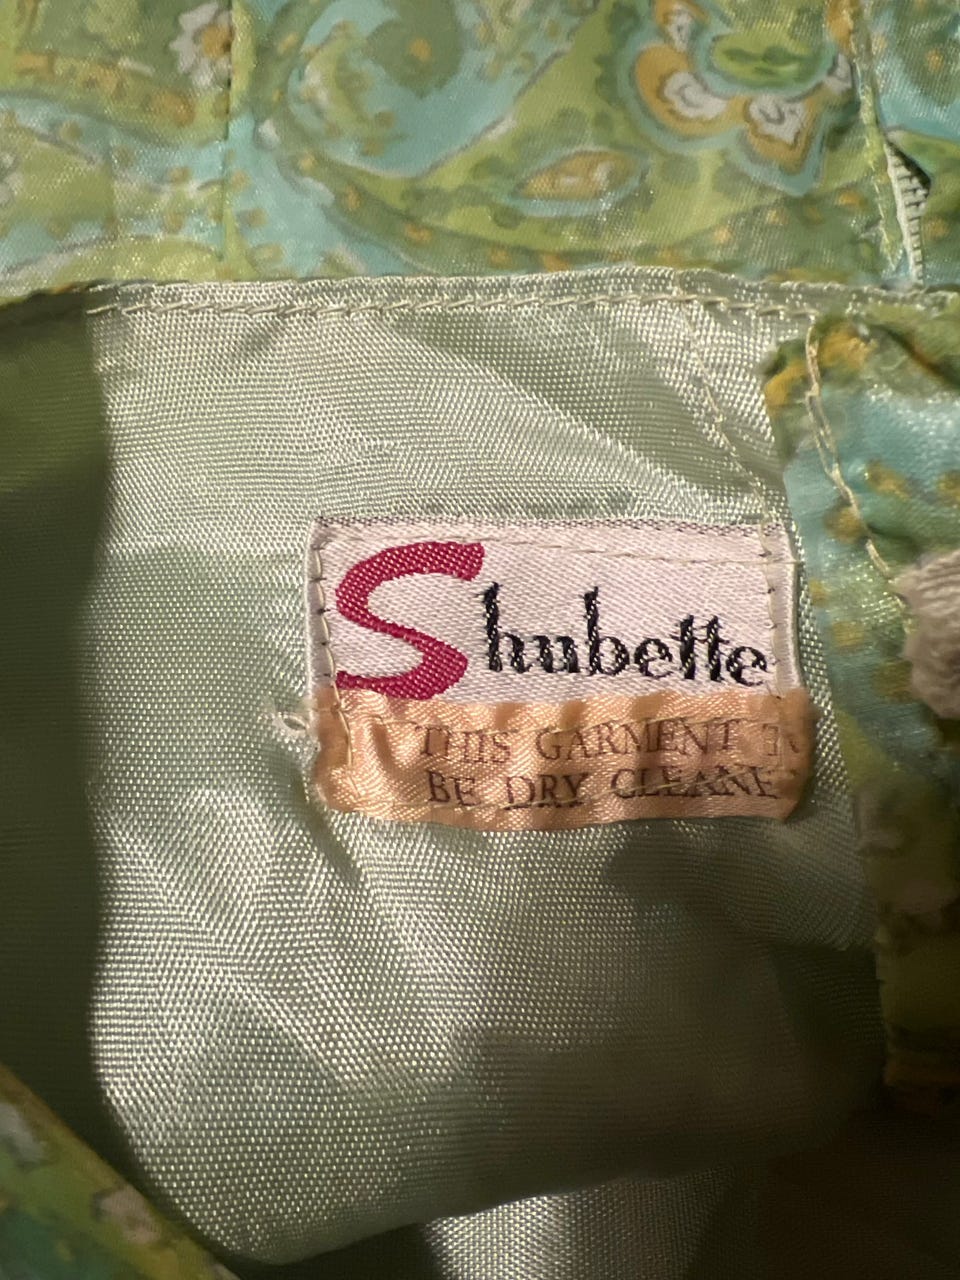 Shubette
THIS GARMENT
BE DRY CLEANE